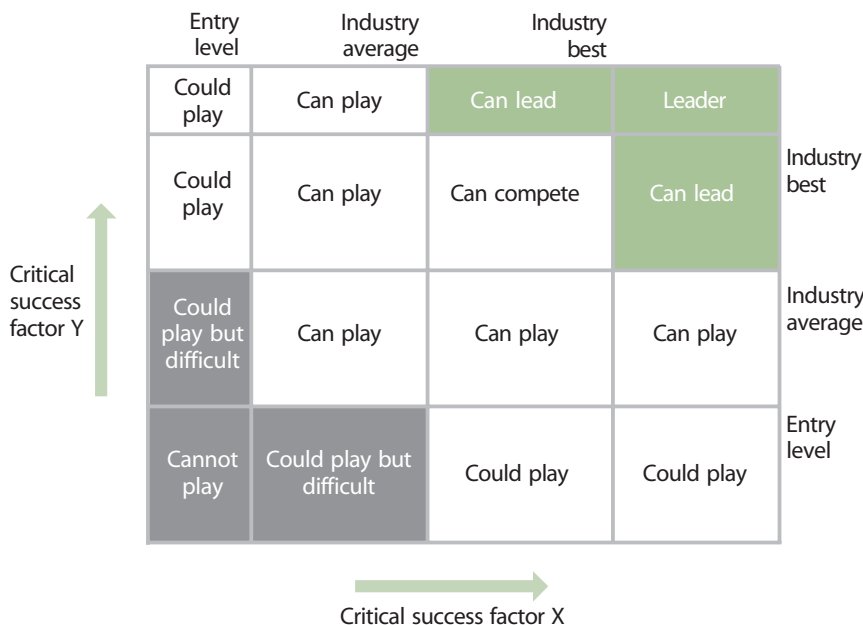 Entry
level
Industry
average
Industry
best
Could
play
Can play
Can lead
Leader
Could
play
Can play
Can compete
Can lead
Industry
best
Critical
success
factor Y
Could
play but
difficult
Can play
Can play
Can play
Industry
average
Cannot
play
Could play but
difficult
Could play
Could play
Entry
level
Critical success factor X